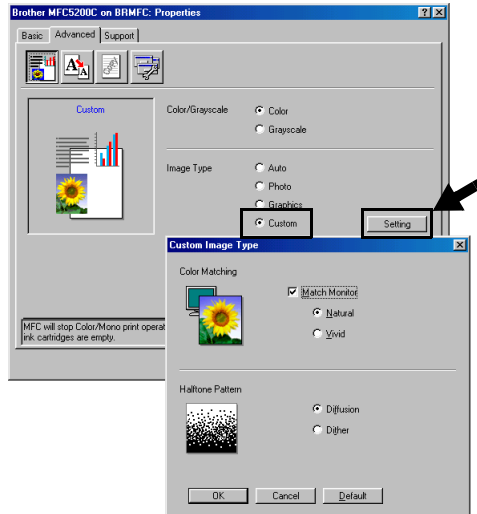 Brother MFC5200C on BRMFC: Properties
Basic Advanced Support
Custom
Color/Grayscale
Color
Grayscale
Image Type
Auto
Photo
Graphics
Custom
Setting
MFC will stop Color/Mono print operat
ink cartridges are empty.
Custom Image Type
Color Matching
Match Monitor
Natural
Vivid
Halftone Pattern
Diffusion
Dither
OK Cancel Default